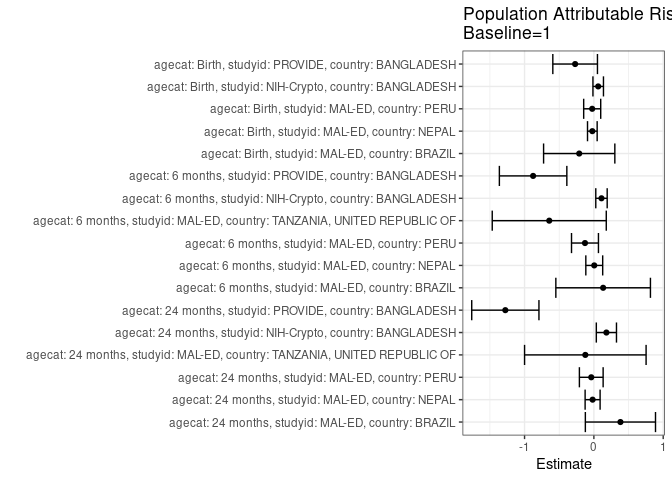 Population Attributable Ris
Baseline=1
agecat: Birth, studyid: PROVIDE, country: BANGLADESH
agecat: Birth, studyid: NIH-Crypto, country: BANGLADESH
agecat: Birth, studyid: MAL-ED, country: PERU
agecat: Birth, studyid: MAL-ED, country: NEPAL
agecat: Birth, studyid: MAL-ED, country: BRAZIL
agecat: 6 months, studyid: PROVIDE, country: BANGLADESH
agecat: 6 months, studyid: NIH-Crypto, country: BANGLADESH
agecat: 6 months, studyid: MAL-ED, country: TANZANIA, UNITED REPUBLIC OF
agecat: 6 months, studyid: MAL-ED, country: PERU
agecat: 6 months, studyid: MAL-ED, country: NEPAL
agecat: 6 months, studyid: MAL-ED, country: BRAZIL
agecat: 24 months, studyid: PROVIDE, country: BANGLADESH
agecat: 24 months, studyid: NIH-Crypto, country: BANGLADESH
agecat: 24 months, studyid: MAL-ED, country: TANZANIA, UNITED REPUBLIC OF
agecat: 24 months, studyid: MAL-ED, country: PERU
agecat: 24 months, studyid: MAL-ED, country: NEPAL
agecat: 24 months, studyid: MAL-ED, country: BRAZIL
-1 0 1
Estimate